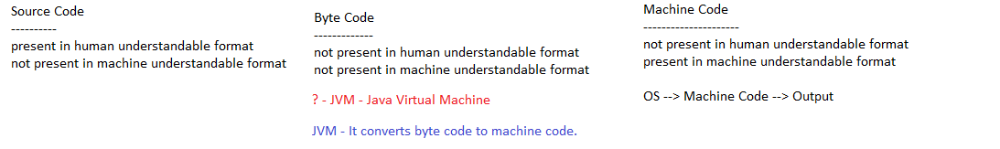 Source Code
----------
present in human understandable format
not present in machine understandable format
Byte Code
-------------
not present in human understandable format
not present in machine understandable format
? - JVM - Java Virtual Machine
JVM - It converts byte code to machine code.
Machine Code
---------------------
not present in human understandable format
present in machine understandable format
OS --> Machine Code --> Output